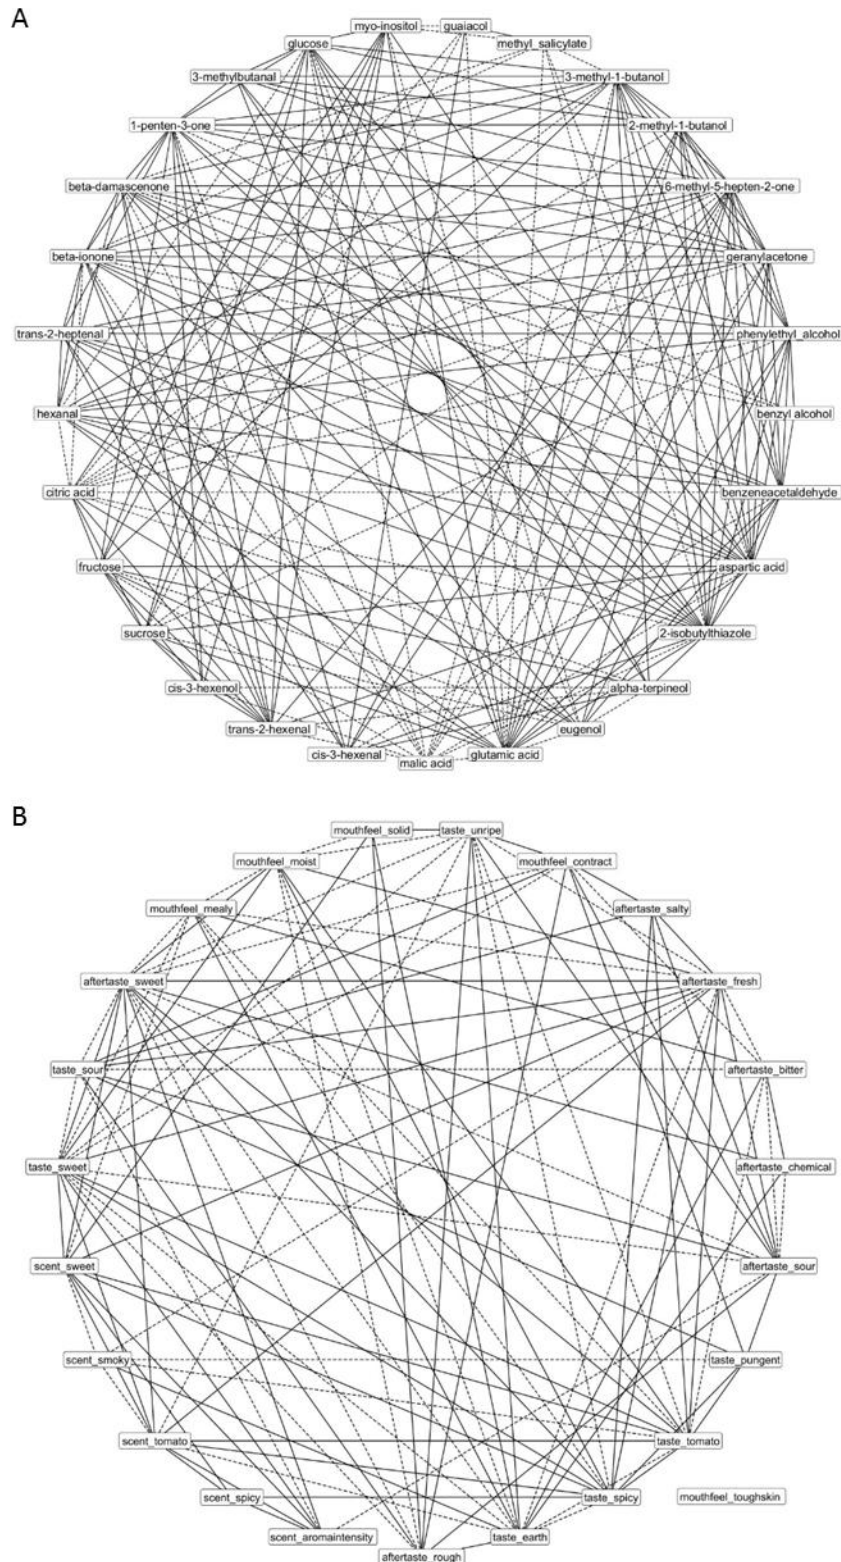 A
myo-inositol guaiacol
glucose methyl_salicylate
3-methylbutanal 3-methyl-1-butanol
1-penten-3-one 2-methyl-1-butanol
beta-damascenone 6-methyl-5-hepten-2-one
beta-ionone geranylacetone
trans-2-heptenal phenylethyl_alcohol
hexanal benzyl alcohol
citric acid benzeneacetaldehyde
fructose aspartic acid
sucrose 2-isobutylthiazole
cis-3-hexenol alpha-terpineol
trans-2-hexenal eugenol
cis-3-hexenal malic acid glutamic acid
B
mouthfeel_solid taste_unripe
mouthfeel_moist mouthfeel_contract
mouthfeel_mealy aftertaste_salty
aftertaste_sweet aftertaste_fresh
taste_sour aftertaste_bitter
taste_sweet aftertaste_chemical
scent_sweet aftertaste_sour
scent_smoky taste_pungent
scent_tomato taste_tomato
scent_spicy taste_spicy mouthfeel_toughskin
scent_aromaintensity taste_earth
aftertaste_rough